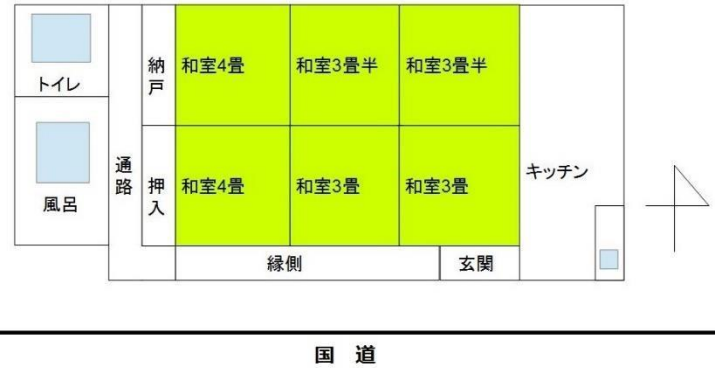 トイレ
納戸
和室4畳
和室3畳半
和室3畳半
風呂
通路
押入
和室4畳
和室3畳
和室3畳
キッチン
縁側
玄関
国 道